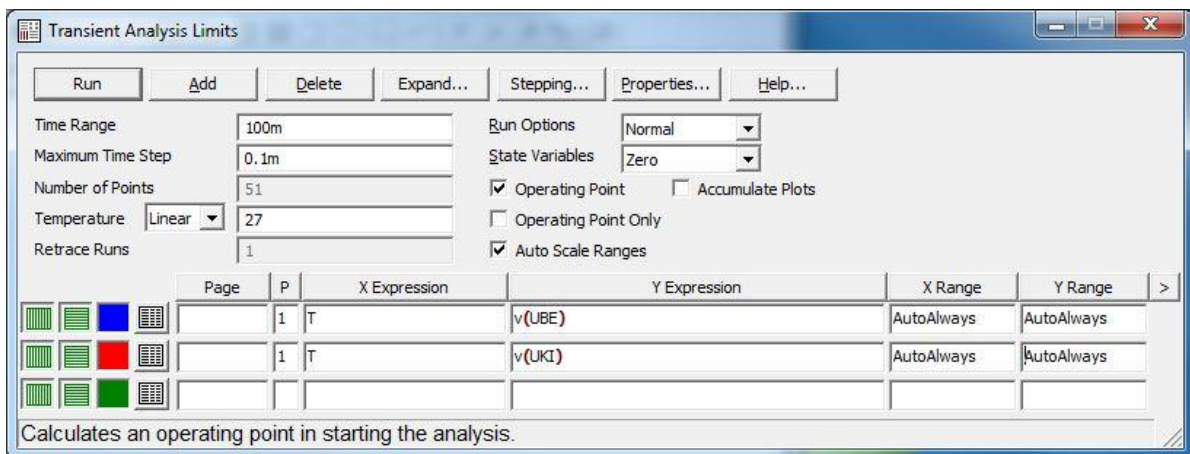 Transient Analysis Limits
Run Add Delete Expand... Stepping... Properties... Help...
Time Range 100m Run Options Normal
Maximum Time Step 0.1m State Variables Zero
Number of Points 51 Operating Point Accumulate Plots
Temperature Linear 27 Operating Point Only
Retrace Runs 1 Auto Scale Ranges
Page P X Expression Y Expression X Range Y Range >
1 T v(UBE) AutoAlways AutoAlways
1 T v(UKI) AutoAlways AutoAlways
Calculates an operating point in starting the analysis.